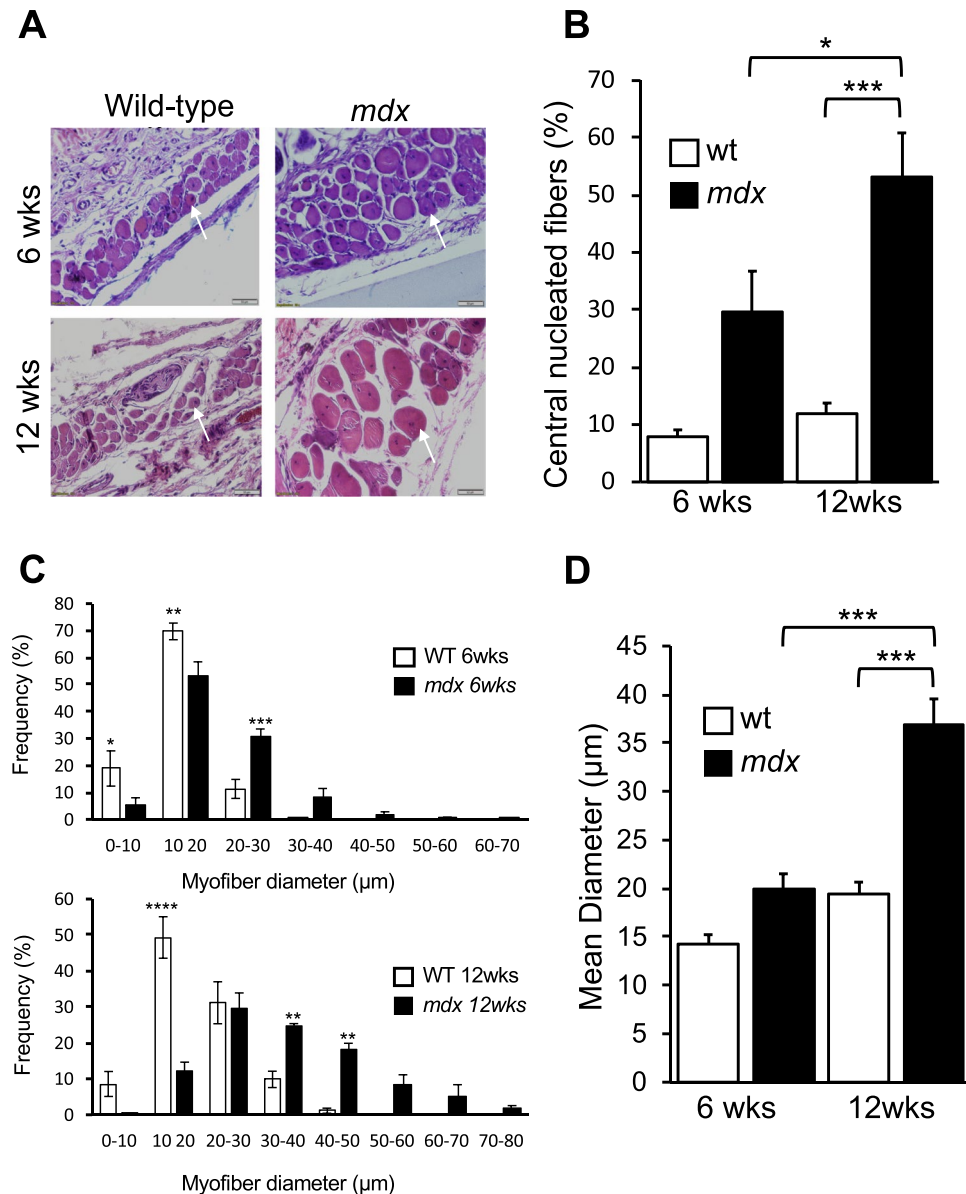 A
Wild-type
mdx
6 wks
12 wks
B
Central nucleated fibers (%)
70
60
50
40
30
20
10
0
wt
mdx
*
***
6 wks
12wks
C
Frequency (%)
80
70
60
50
40
30
20
10
0
*
**
***
WT 6wks
mdx 6wks
0-10
10 20
20-30
30-40
40-50
50-60
60-70
Myofiber diameter (µm)
Frequency (%)
60
50
40
30
20
10
0
****
**
**
WT 12wks
mdx 12wks
0-10
10 20
20-30
30-40
40-50
50-60
60-70
70-80
Myofiber diameter (µm)
D
Mean Diameter (µm)
45
40
35
30
25
20
15
10
5
0
wt
mdx
***
***
6 wks
12wks